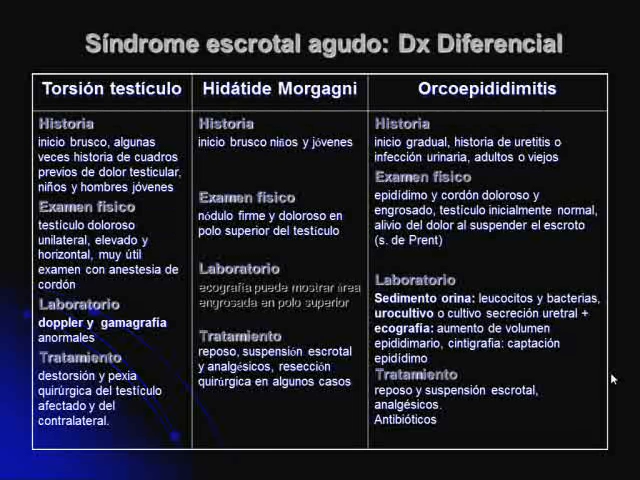 Síndrome escrotal agudo: Dx Diferencial
Torsión testículo
Historia
inicio brusco, algunas
veces historia de cuadros
previos de dolor testicular,
niños y hombres jóvenes
Examen físico
testículo doloroso
unilateral, elevado y
horizontal, muy útil
examen con anestesia de
cordón
Laboratorio
doppler y gamagrafía
anormales
Tratamiento
destorsión y pexia
quirúrgica del testículo
afectado y del
contralateral.
Hidátide Morgagni
Historia
inicio brusco niños y jóvenes
Examen físico
nódulo firme y doloroso en
polo superior del testículo
Laboratorio
ecografía puede mostrar área
engrosada en polo superior
Tratamiento
reposo, suspensión escrotal
y analgésicos, resección
quirúrgica en algunos casos
Orcoepididimitis
Historia
inicio gradual, historia de uretitis o
infección urinaria, adultos o viejos
Examen físico
epidídimo y cordón doloroso y
engrosado, testículo inicialmente normal,
alivio del dolor al suspender el escroto
(s. de Prent)
Laboratorio
Sedimento orina: leucocitos y bacterias,
urocultivo o cultivo secreción uretral +
ecografía: aumento de volumen
epididimario, cintigrafía: captación
epidídimo
Tratamiento
reposo y suspensión escrotal,
analgésicos.
Antibióticos